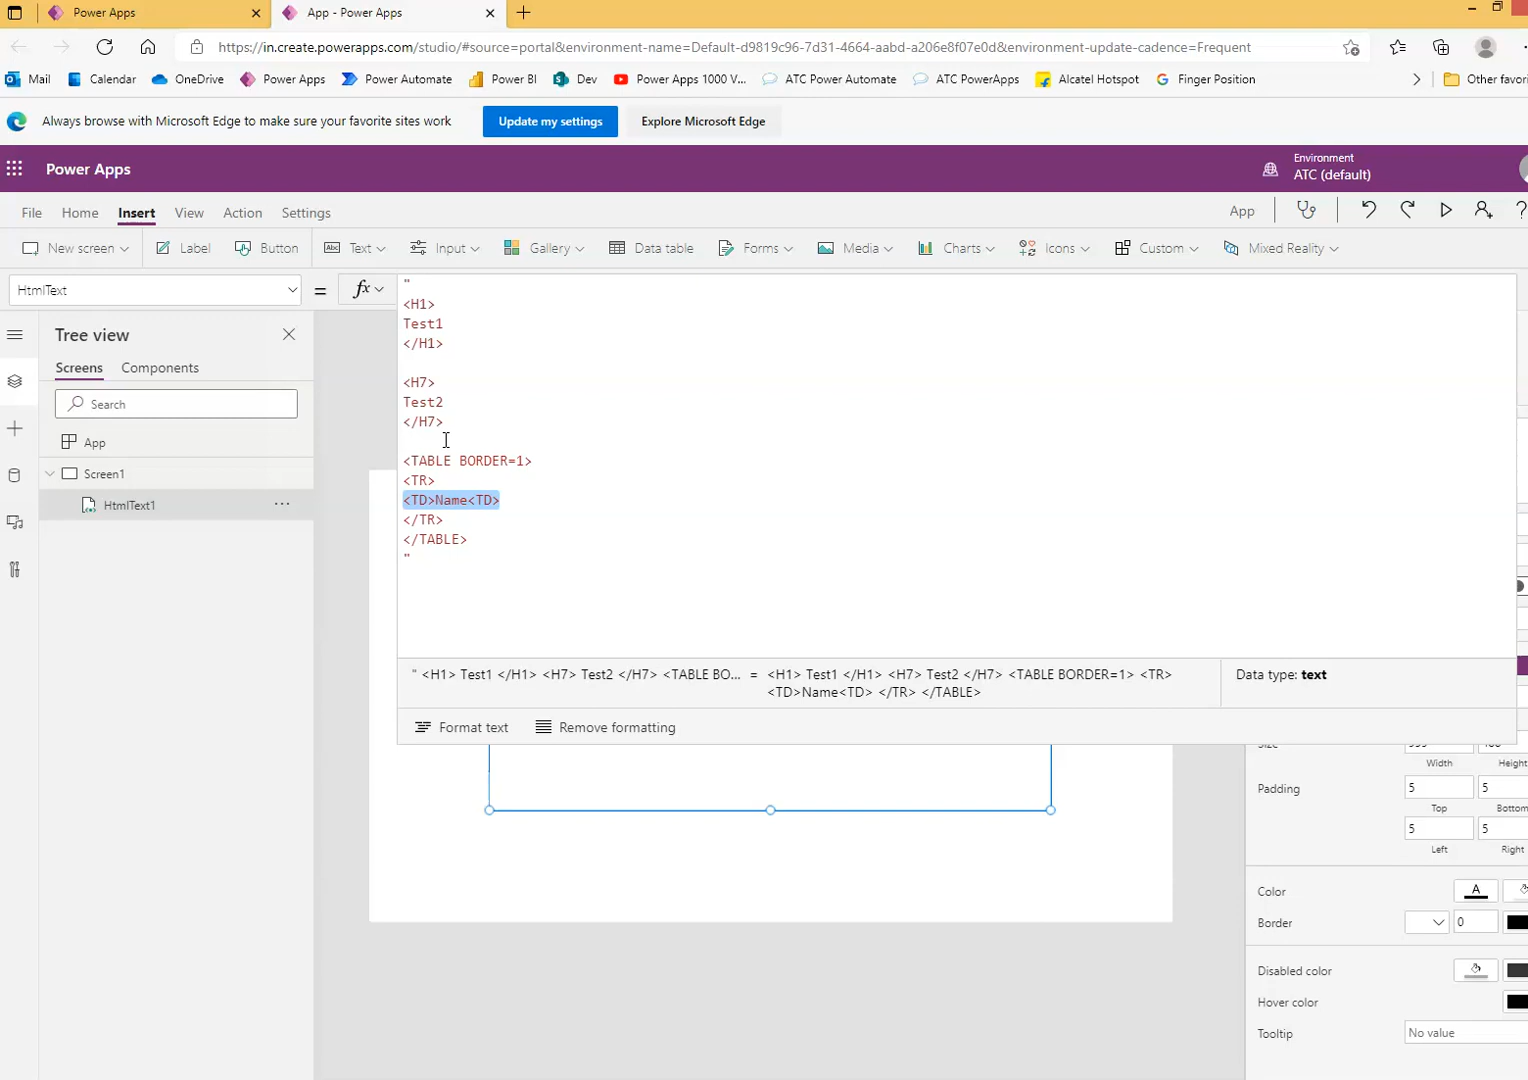 Power Apps
App - Power Apps
https://in.create.powerapps.com/studio/#source=portal&environment-name=Default-d9819c96-7d31-4664-aabd-a206e8f07e0d&environment-update-cadence=Frequent
Mail Calendar OneDrive Power Apps Power Automate Power BI Dev Power Apps 1000 V... ATC Power Automate ATC PowerApps Alcatel Hotspot Finger Position Other favori
Always browse with Microsoft Edge to make sure your favorite sites work Update my settings Explore Microsoft Edge
Power Apps
Environment
ATC (default)
File Home Insert View Action Settings App
New screen Label Button Text Input Gallery Data table Forms Media Charts Icons Custom Mixed Reality
HtmlText = fx
"
<H1>
Test1
</H1>
<H7>
Test2
</H7>
<TABLE BORDER=1>
<TR>
<TD>Name<TD>
</TR>
</TABLE>
"
Tree view
Screens Components
Search
App
Screen1
HtmlText1
" <H1> Test1 </H1> <H7> Test2 </H7> <TABLE BO... = <H1> Test1 </H1> <H7> Test2 </H7> <TABLE BORDER=1> <TR>
<TD>Name<TD> </TR> </TABLE>
Data type: text
Format text Remove formatting
Width Height
Padding 5 5
Top Bottom
5 5
Left Right
Color A
Border 0
Disabled color
Hover color
Tooltip No value